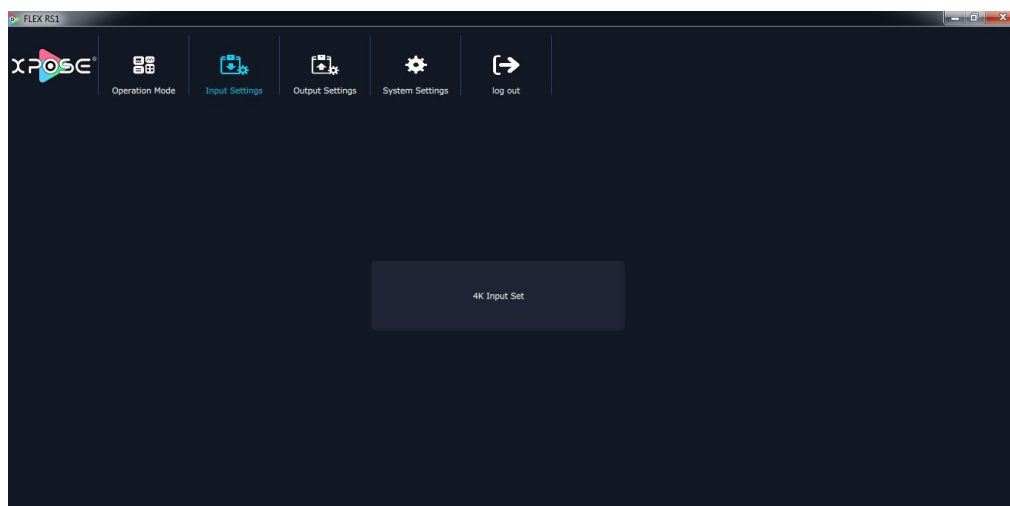 FLEX RS1
XPOSE®
Operation Mode
Input Settings
Output Settings
System Settings
log out
4K Input Set